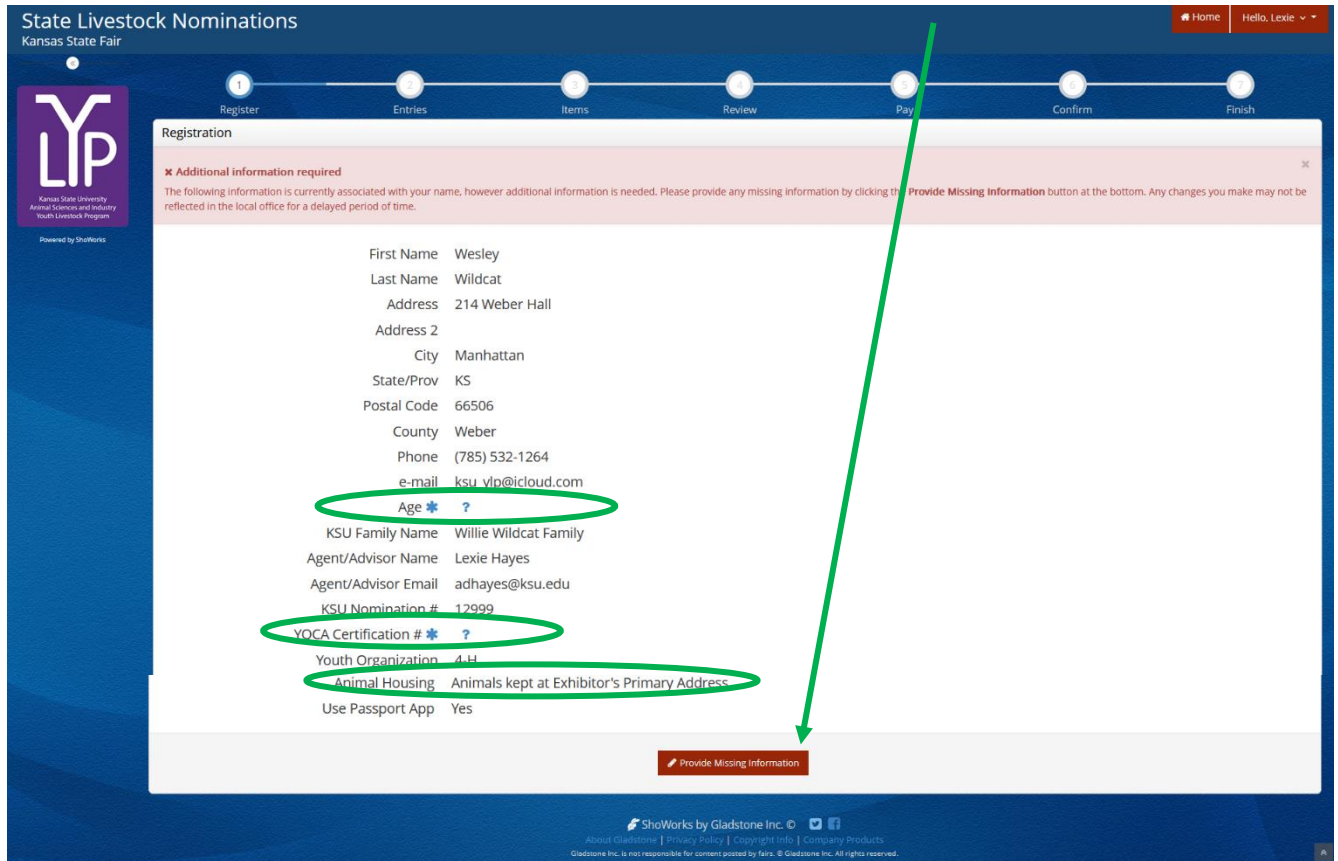 State Livestock Nominations
Kansas State Fair
Home
Hello, Lexie
1 2 3 4 5 6 7
Register Entries Items Review Pay Confirm Finish
YLP
Kansas State University
Animal Sciences and Industry
Youth Livestock Program
Powered by ShoWorks
Registration
Additional information required
The following information is currently associated with your name, however additional information is needed. Please provide any missing information by clicking the Provide Missing Information button at the bottom. Any changes you make may not be
reflected in the local office for a delayed period of time.
First Name Wesley
Last Name Wildcat
Address 214 Weber Hall
Address 2
City Manhattan
State/Prov KS
Postal Code 66506
County Weber
Phone (785) 532-1264
e-mail ksu_ylp@icloud.com
Age * ?
KSU Family Name Willie Wildcat Family
Agent/Advisor Name Lexie Hayes
Agent/Advisor Email adhayes@ksu.edu
KSU Nomination # 12999
YQCA Certification # * ?
Youth Organization 4-H
Animal Housing Animals kept at Exhibitor's Primary Address
Use Passport App Yes
Provide Missing Information
ShoWorks by Gladstone Inc. ©
About Gladstone | Privacy Policy | Copyright Info | Company Products
Gladstone Inc. is not responsible for content posted by fairs. © Gladstone Inc. All rights reserved.